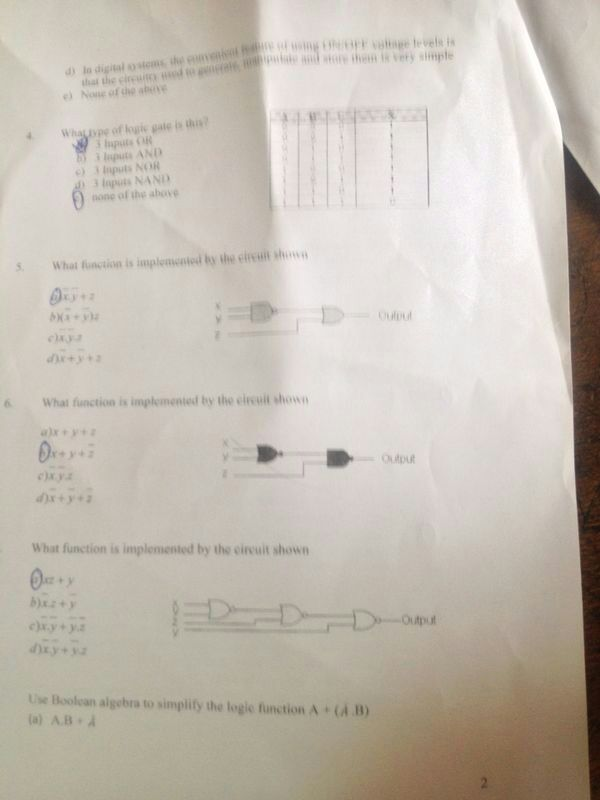 d) In digital systems, the convenient feature of using ON/OFF voltage levels is
that the circuitry used to generate, manipulate and store them is very simple
e) None of the above
4. What type of logic gate is this?
3 Inputs OR
b) 3 Inputs AND
c) 3 Inputs NOR
d) 3 Inputs NAND
none of the above
A B C X
5. What function is implemented by the circuit shown
a)x̅.y̅ + z
b)(x̅ + y̅)z
c)x̅.y̅.z
d)x̅ + y̅ + z
X
Y
Z
Output
6. What function is implemented by the circuit shown
a)x + y + z
b)x + y + z̅
c)x̅.y̅.z
d)x̅ + y̅ + z̅
X
Y
Z
Output
What function is implemented by the circuit shown
a)xz + y
b)x.z + y̅
c)x̅.y̅ + y̅.z̅
d)x̅.y̅ + y̅.z
X
Z
Y
Output
Use Boolean algebra to simplify the logic function A + (A̅ .B)
(a) A.B + A̅
2